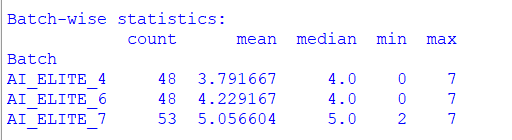 Batch-wise statistics:
count mean median min max
Batch
AI_ELITE_4 48 3.791667 4.0 0 7
AI_ELITE_6 48 4.229167 4.0 0 7
AI_ELITE_7 53 5.056604 5.0 2 7